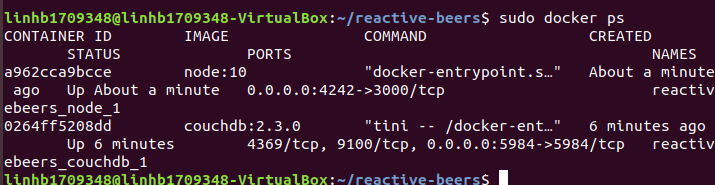 linhb1709348@linhb1709348-VirtualBox:~/reactive-beers$ sudo docker ps
CONTAINER ID        IMAGE               COMMAND                  CREATED
       STATUS              PORTS                                        NAMES
a962cca9bcce        node:10             "docker-entrypoint.s…"   About a minute
 ago   Up About a minute   0.0.0.0:4242->3000/tcp                       reactiv
ebeers_node_1
0264ff5208dd        couchdb:2.3.0       "tini -- /docker-ent…"   6 minutes ago
       Up 6 minutes        4369/tcp, 9100/tcp, 0.0.0.0:5984->5984/tcp   reactiv
ebeers_couchdb_1
linhb1709348@linhb1709348-VirtualBox:~/reactive-beers$